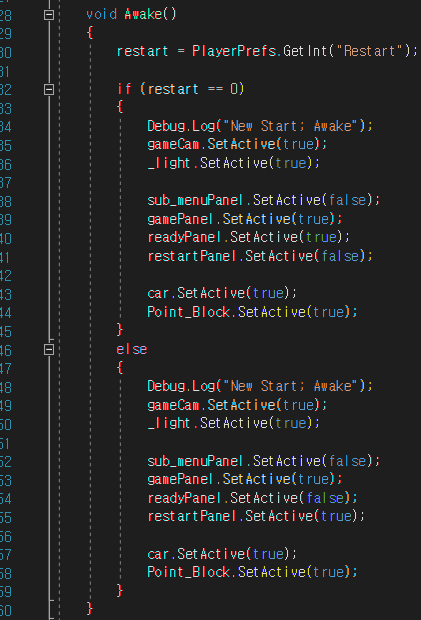 28 void Awake()
29 {
30 restart = PlayerPrefs.GetInt("Restart");
31
32 if (restart == 0)
33 {
34 Debug.Log("New Start; Awake");
35 gameCam.SetActive(true);
36 _light.SetActive(true);
37
38 sub_menuPanel.SetActive(false);
39 gamePanel.SetActive(true);
40 readyPanel.SetActive(true);
41 restartPanel.SetActive(false);
42
43 car.SetActive(true);
44 Point_Block.SetActive(true);
45 }
46 else
47 {
48 Debug.Log("New Start; Awake");
49 gameCam.SetActive(true);
50 _light.SetActive(true);
51
52 sub_menuPanel.SetActive(false);
53 gamePanel.SetActive(true);
54 readyPanel.SetActive(false);
55 restartPanel.SetActive(true);
56
57 car.SetActive(true);
58 Point_Block.SetActive(true);
59 }
60 }